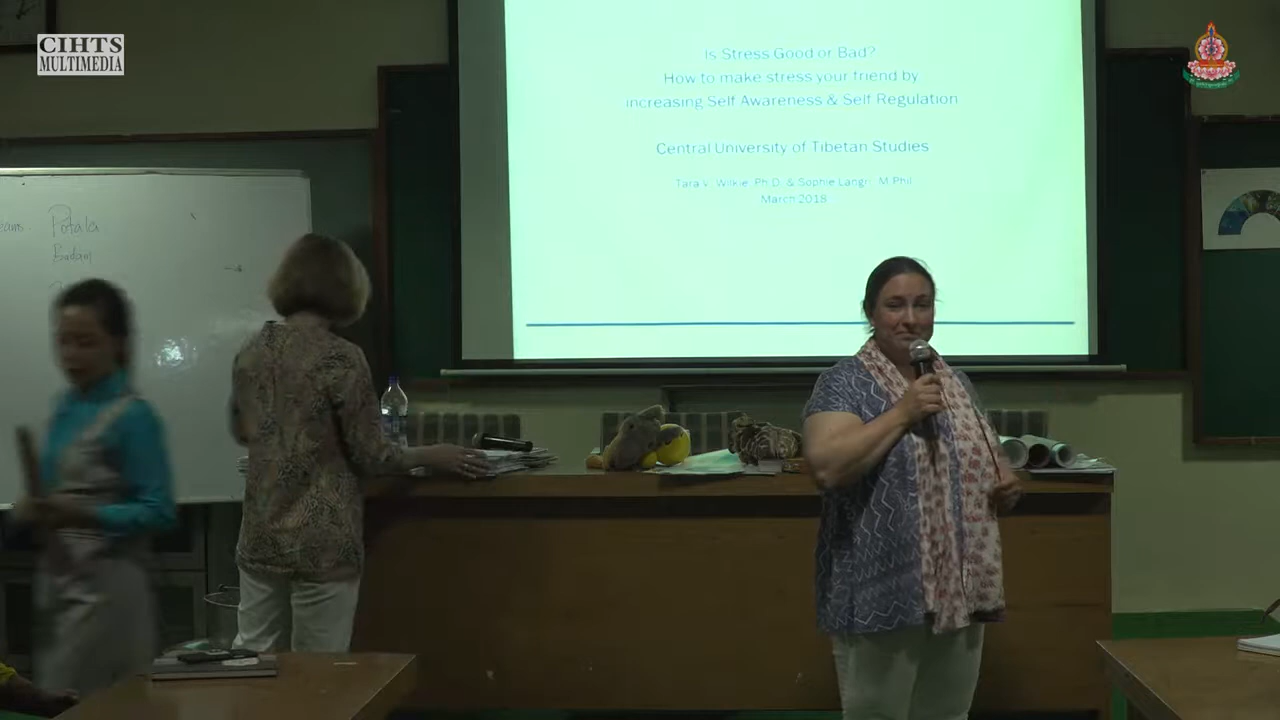 CIHTS
MULTIMEDIA
Is Stress Good or Bad?
How to make stress your friend by
increasing Self Awareness & Self Regulation
Central University of Tibetan Studies
Tara V. Wilkie, Ph.D. & Sophie Langri, M.Phil
March 2018
Potala